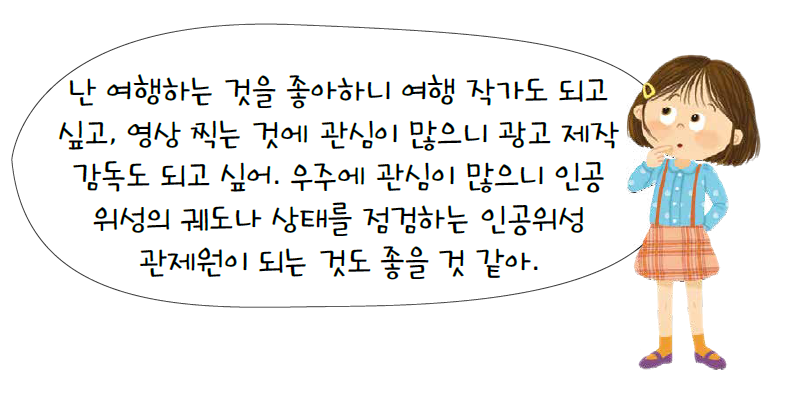 난 여행하는 것을 좋아하니 여행 작가도 되고
싶고, 영상 찍는 것에 관심이 많으니 광고 제작
감독도 되고 싶어. 우주에 관심이 많으니 인공
위성의 궤도나 상태를 점검하는 인공위성
관제원이 되는 것도 좋을 것 같아.